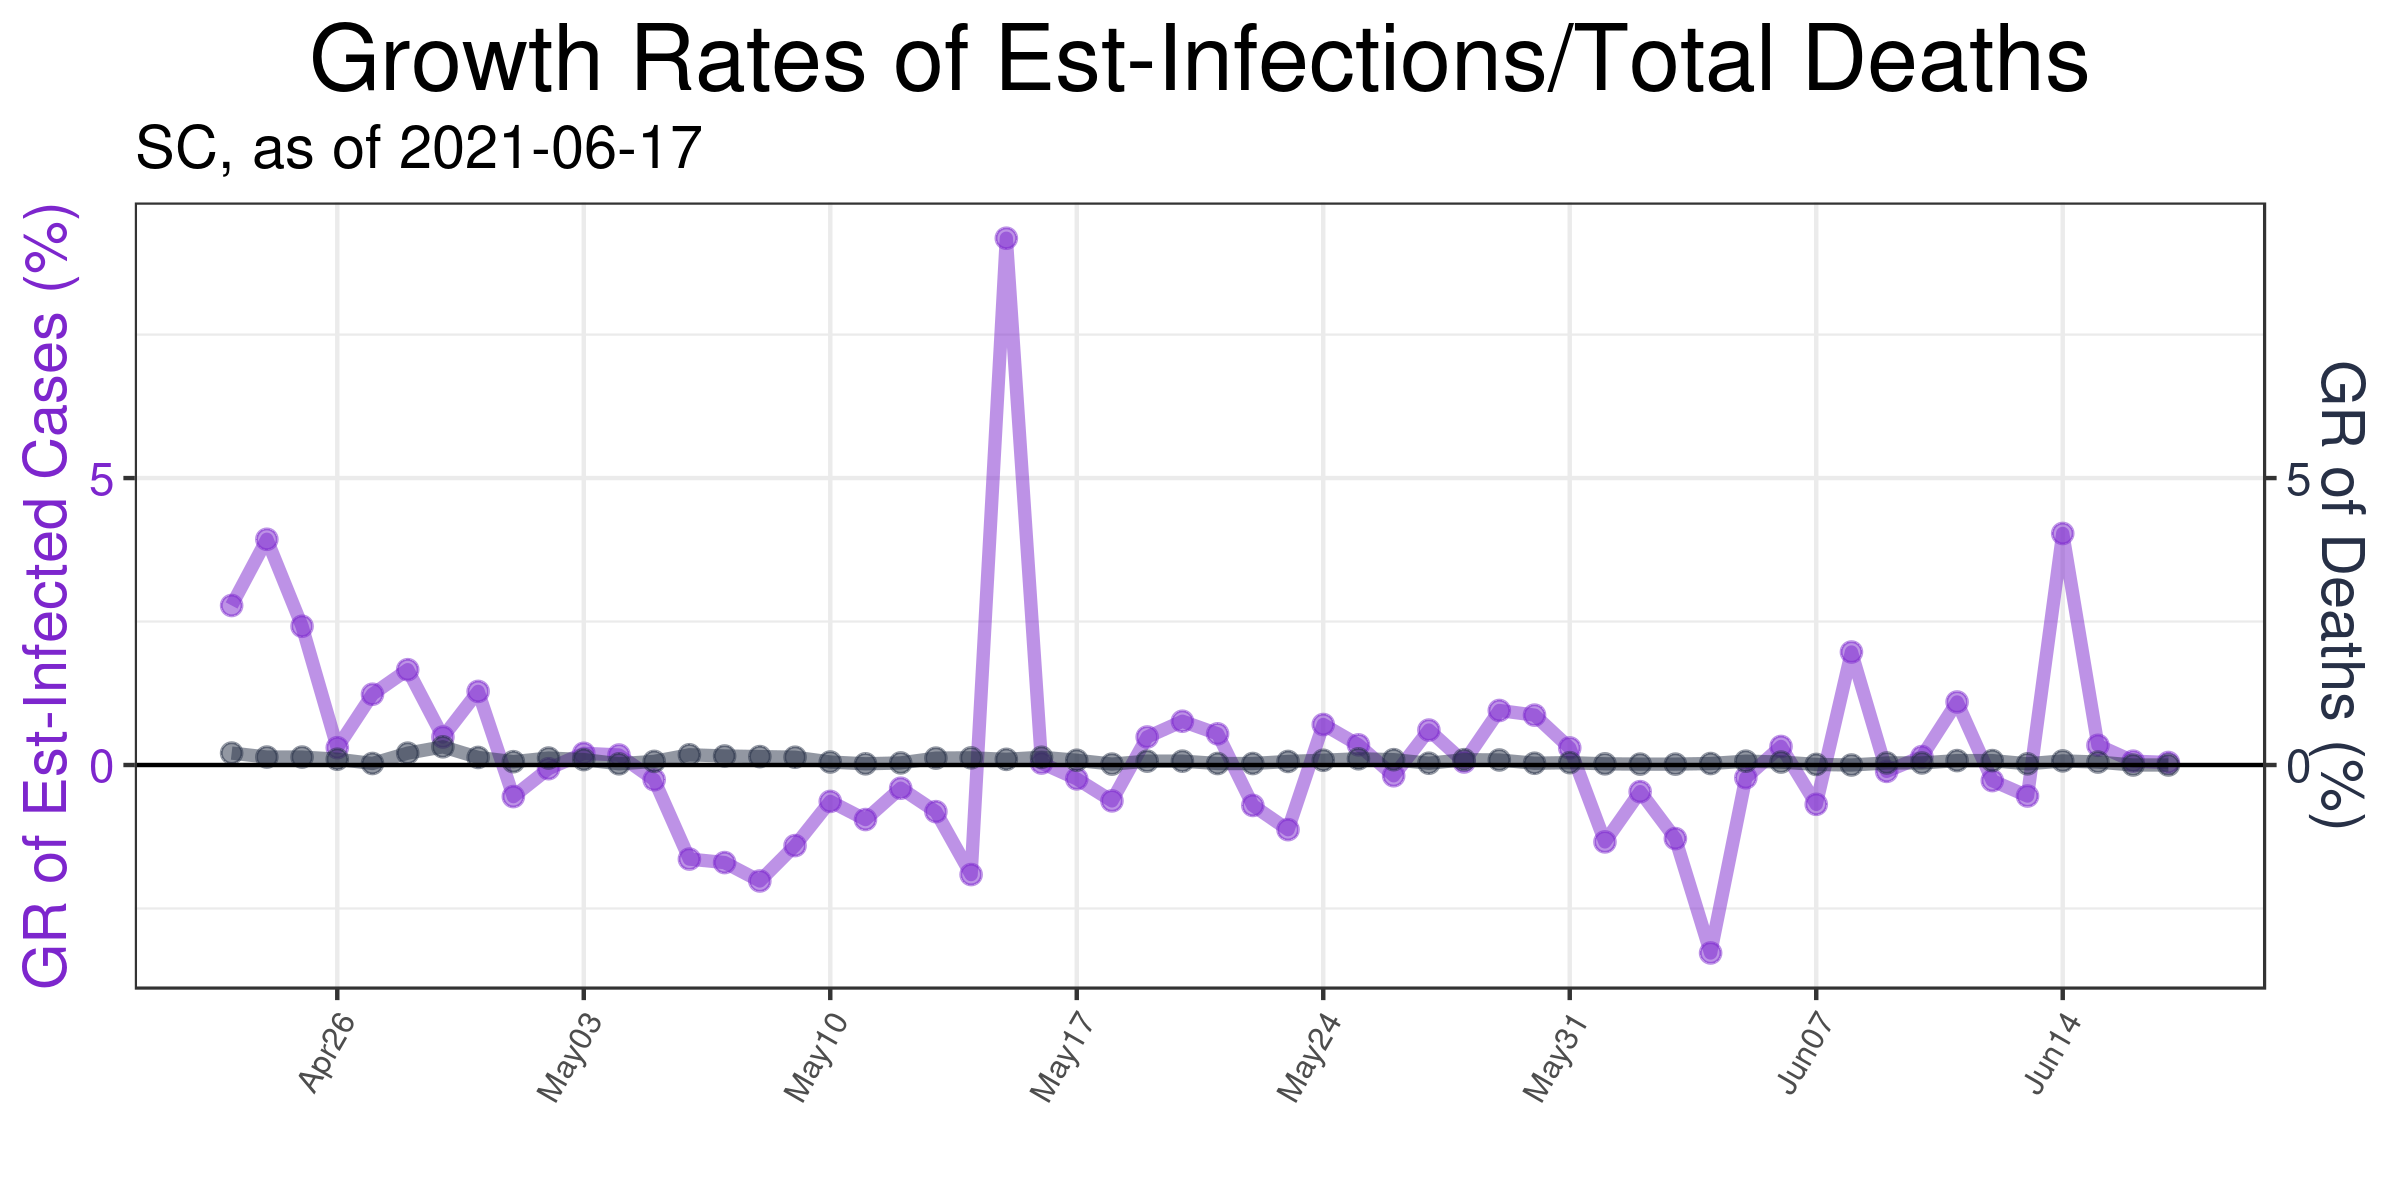 Growth Rates of Est-Infections/Total Deaths
SC, as of 2021-06-17
GR of Est-Infected Cases (%)
5
0
5
0
GR of Deaths (%)
Apr26
May03
May10
May17
May24
May31
Jun07
Jun14